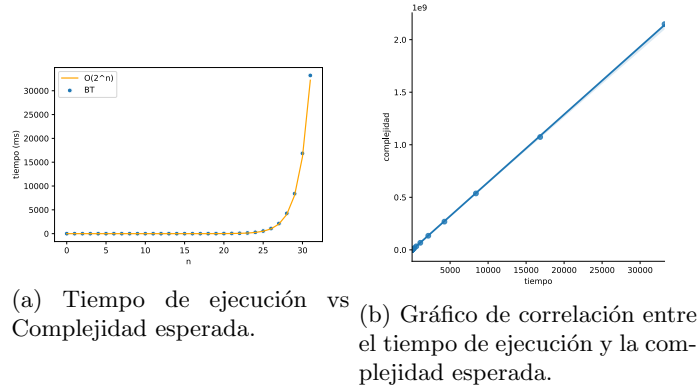 O(2^n)
BT
30000
25000
20000
15000
10000
5000
0
tiempo (ms)
0 5 10 15 20 25 30
n
(a) Tiempo de ejecución vs
Complejidad esperada.
1e9
2.0
1.5
1.0
0.5
0.0
complejidad
5000 10000 15000 20000 25000 30000
tiempo
(b) Gráfico de correlación entre
el tiempo de ejecución y la com-
plejidad esperada.